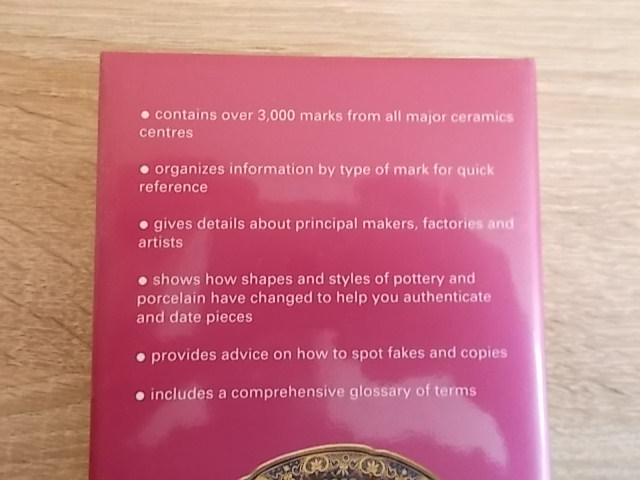 ● contains over 3,000 marks from all major ceramics
centres
● organizes information by type of mark for quick
reference
● gives details about principal makers, factories and
artists
● shows how shapes and styles of pottery and
porcelain have changed to help you authenticate
and date pieces
● provides advice on how to spot fakes and copies
● includes a comprehensive glossary of terms